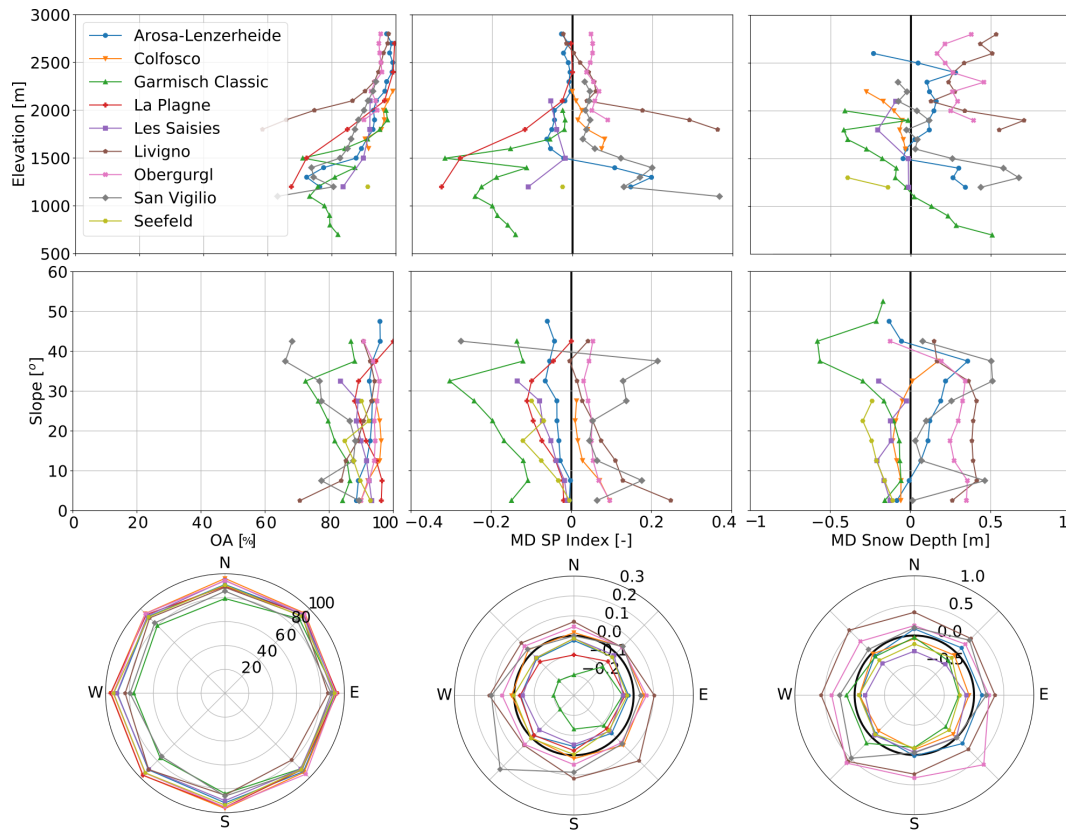 3000
2500
2000
1500
1000
500
Elevation [m]
Arosa-Lenzerheide
Colfosco
Garmisch Classic
La Plagne
Les Saisies
Livigno
Obergurgl
San Vigilio
Seefeld
60
50
40
30
20
10
0
Slope [º]
0 20 40 60 80 100
OA [%]
−0.4 −0.2 0 0.2 0.4
MD SP Index [-]
−1 −0.5 0 0.5 1
MD Snow Depth [m]
N
100
80
60
40
20
W
E
S
N
0.3
0.2
0.1
0.0
−0.1
−0.2
W
E
S
N
1.0
0.5
0.0
−0.5
W
E
S